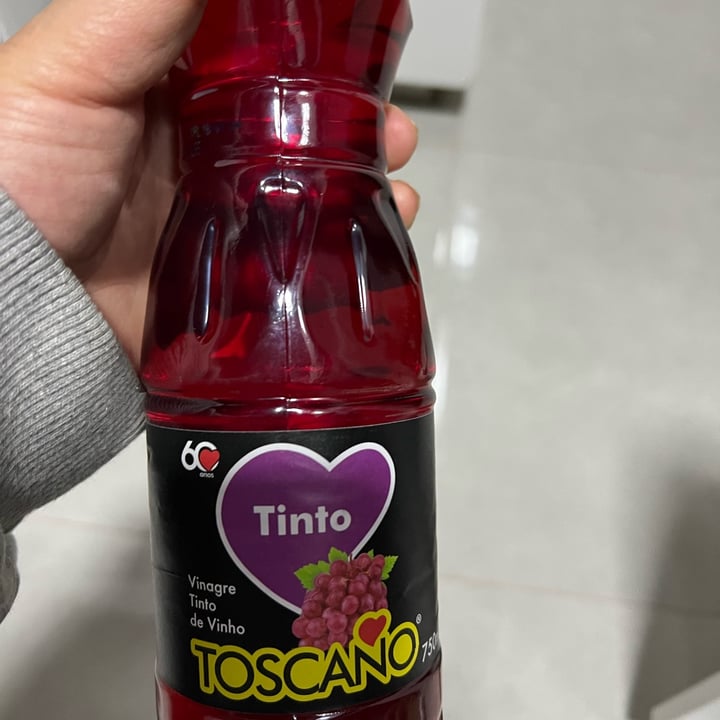 60
anos
Tinto
Vinagre
Tinto
de Vinho
TOSCANO®
750